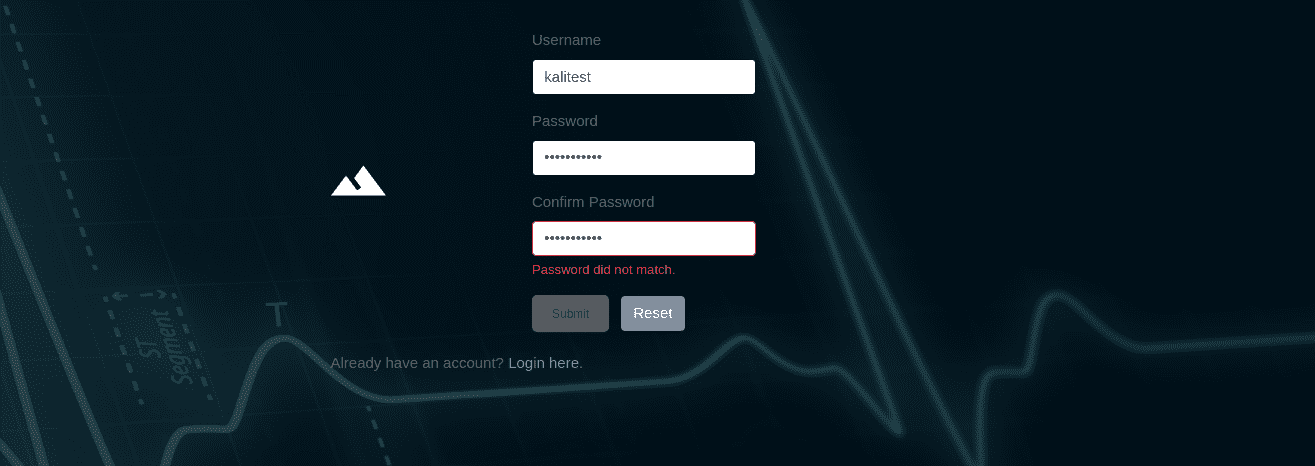 Username
kalitest
Password
•••••••••••
Confirm Password
•••••••••••
Password did not match.
Submit
Reset
T
ST
Segment
Already have an account? Login here.